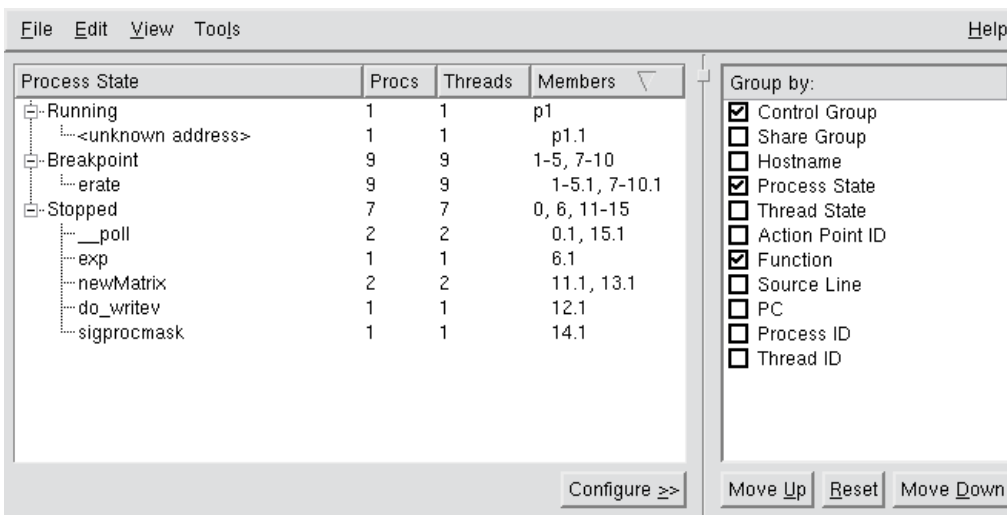 File Edit View Tools Help
Process State Procs Threads Members
Running 1 1 p1
<unknown address> 1 1 p1.1
Breakpoint 9 9 1-5, 7-10
erate 9 9 1-5.1, 7-10.1
Stopped 7 7 0, 6, 11-15
__poll 2 2 0.1, 15.1
exp 1 1 6.1
newMatrix 2 2 11.1, 13.1
do_writev 1 1 12.1
sigprocmask 1 1 14.1
Configure >>
Group by:
Control Group
Share Group
Hostname
Process State
Thread State
Action Point ID
Function
Source Line
PC
Process ID
Thread ID
Move Up Reset Move Down